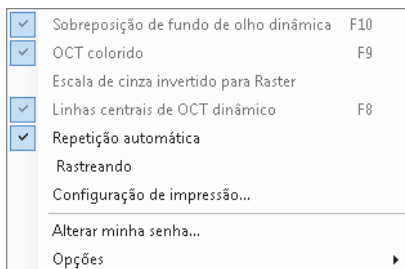 Sobreposição de fundo de olho dinâmica F10
OCT colorido F9
Escala de cinza invertido para Raster
Linhas centrais de OCT dinâmico F8
Repetição automática
Rastreando
Configuração de impressão...
Alterar minha senha...
Opções